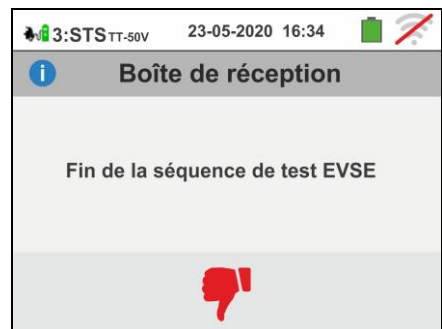 3:STS TT-50V 23-05-2020 16:34
i Boîte de réception
Fin de la séquence de test EVSE